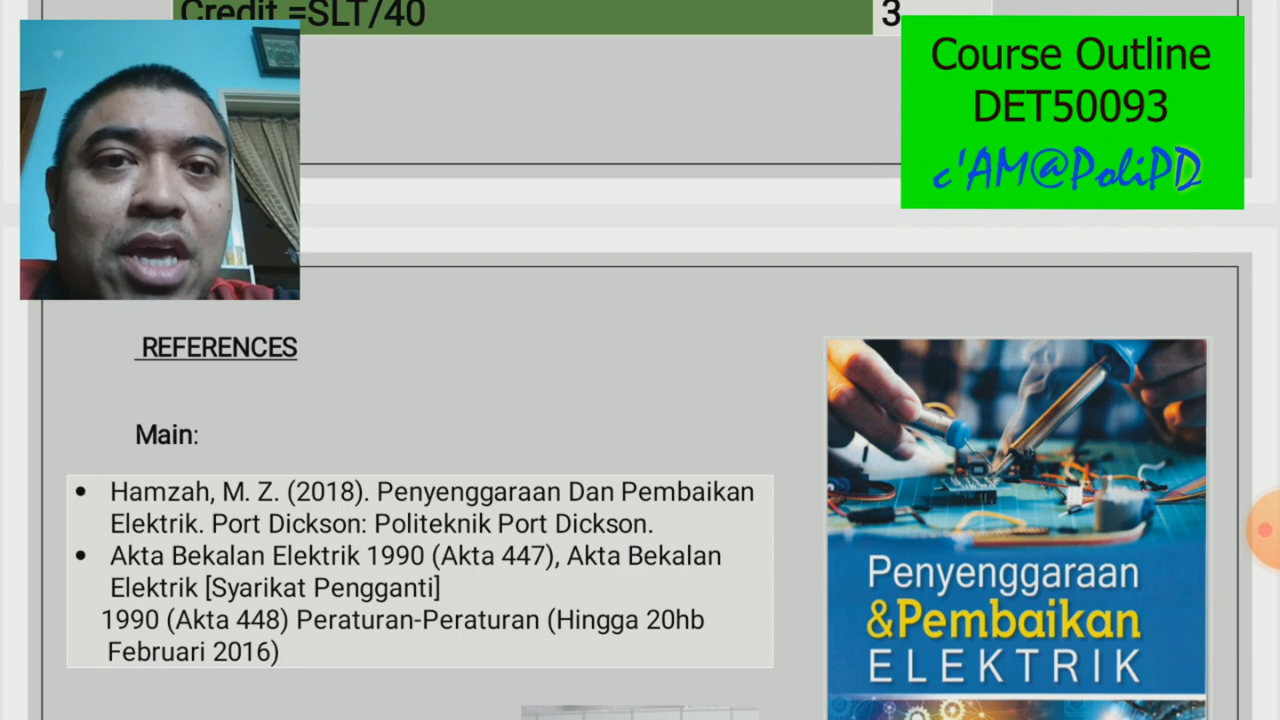 Credit =SLT/40
3
Course Outline
DET50093
c'AM@PoliPD
REFERENCES
Main:
• Hamzah, M. Z. (2018). Penyenggaraan Dan Pembaikan
Elektrik. Port Dickson: Politeknik Port Dickson.
• Akta Bekalan Elektrik 1990 (Akta 447), Akta Bekalan
Elektrik [Syarikat Pengganti]
1990 (Akta 448) Peraturan-Peraturan (Hingga 20hb
Februari 2016)
Penyenggaraan
&Pembaikan
ELEKTRIK